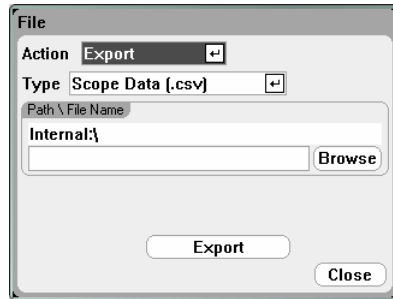 File
Action Export
Type Scope Data (.csv)
Path \ File Name
Internal:\
Browse
Export
Close